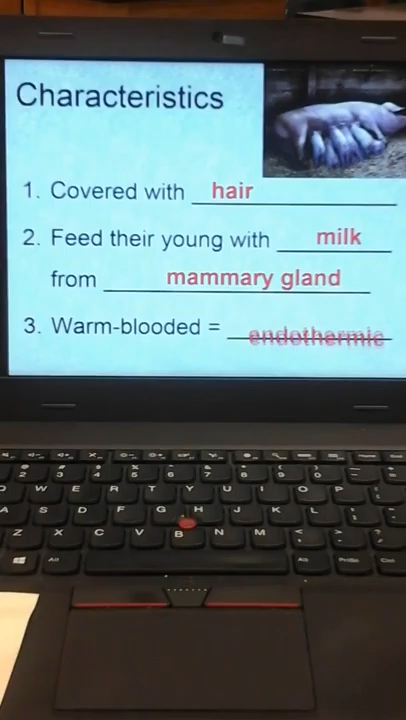 Characteristics
1. Covered with hair
2. Feed their young with milk
from mammary gland
3. Warm-blooded = endothermic